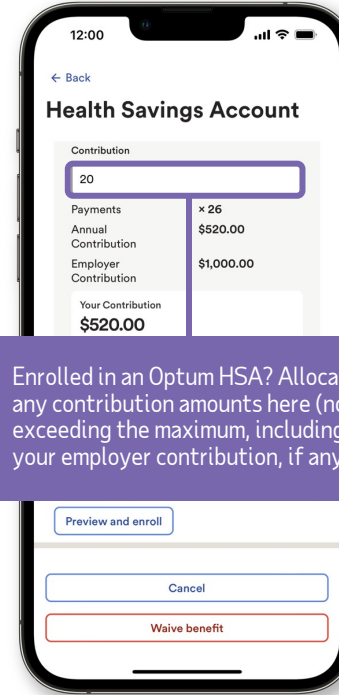 12:00
← Back
Health Savings Account
Contribution
20
Payments × 26
Annual Contribution $520.00
Employer Contribution $1,000.00
Your Contribution
$520.00
Enrolled in an Optum HSA? Alloca
any contribution amounts here (no
exceeding the maximum, including
your employer contribution, if any
Preview and enroll
Cancel
Waive benefit